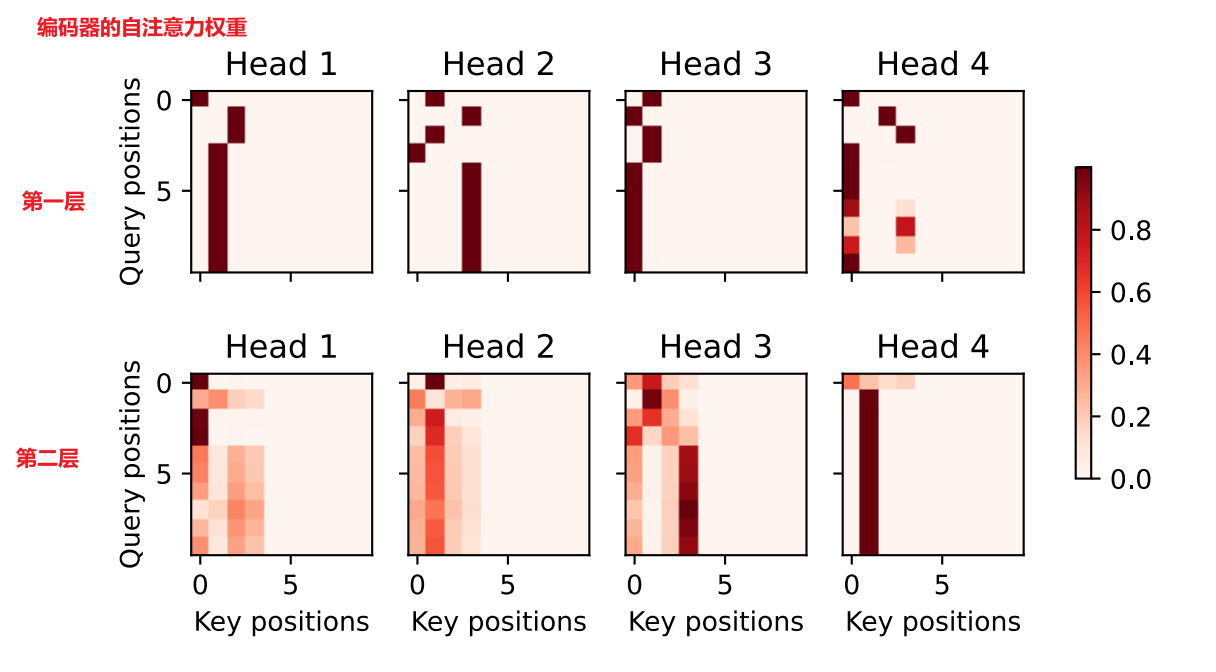 编码器的自注意力权重
Head 1 Head 2 Head 3 Head 4
第一层
Query positions
0
5
0.8
0.6
0.4
0.2
0.0
Head 1 Head 2 Head 3 Head 4
第二层
Query positions
0
5
0 5 0 5 0 5 0 5
Key positions Key positions Key positions Key positions